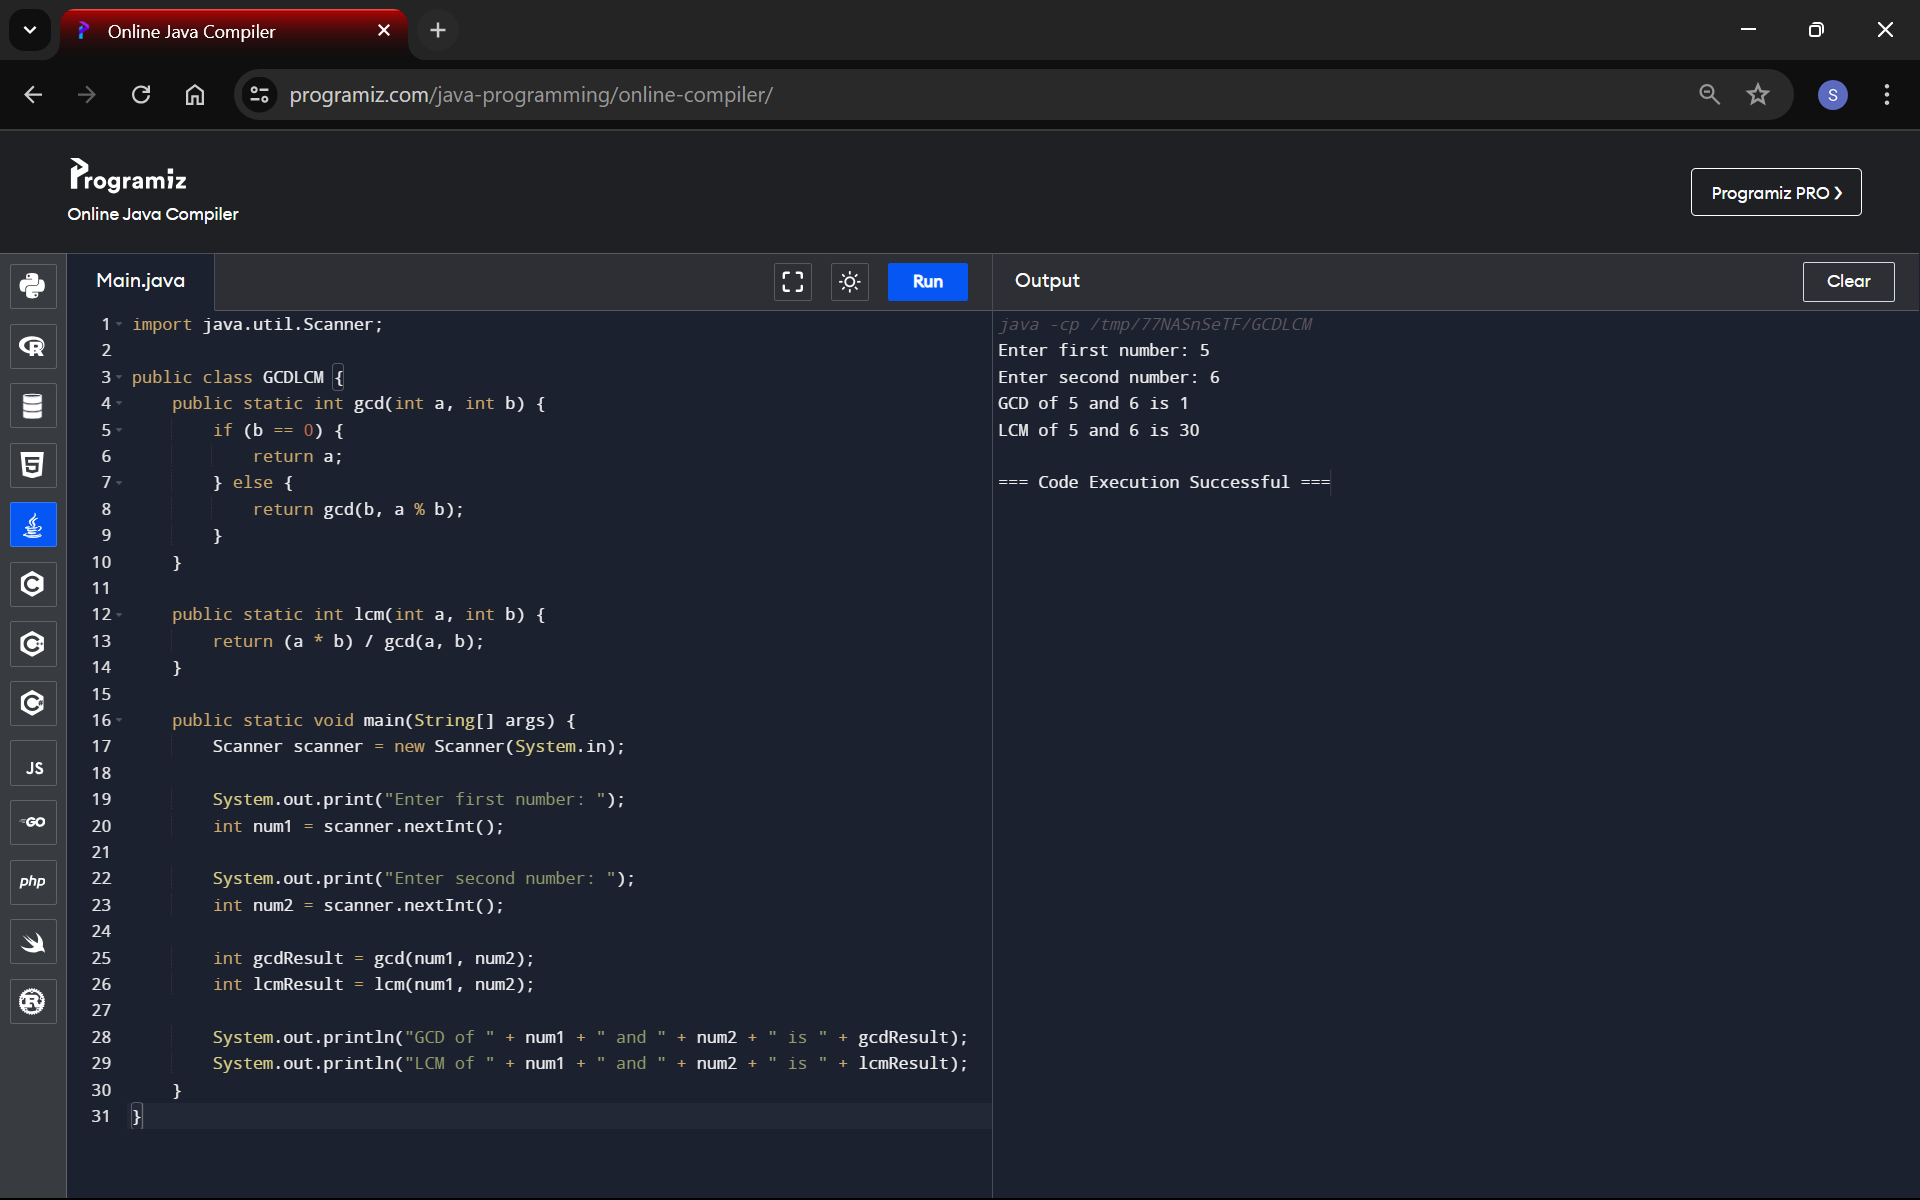 Online Java Compiler
programiz.com/java-programming/online-compiler/
S
Programiz
Online Java Compiler
Programiz PRO
Main.java
Run
Output
Clear
1 import java.util.Scanner;
2
3 public class GCDLCM {
4     public static int gcd(int a, int b) {
5         if (b == 0) {
6             return a;
7         } else {
8             return gcd(b, a % b);
9         }
10     }
11
12     public static int lcm(int a, int b) {
13         return (a * b) / gcd(a, b);
14     }
15
16     public static void main(String[] args) {
17         Scanner scanner = new Scanner(System.in);
18
19         System.out.print("Enter first number: ");
20         int num1 = scanner.nextInt();
21
22         System.out.print("Enter second number: ");
23         int num2 = scanner.nextInt();
24
25         int gcdResult = gcd(num1, num2);
26         int lcmResult = lcm(num1, num2);
27
28         System.out.println("GCD of " + num1 + " and " + num2 + " is " + gcdResult);
29         System.out.println("LCM of " + num1 + " and " + num2 + " is " + lcmResult);
30     }
31 }
java -cp /tmp/77NASnSeTF/GCDLCM
Enter first number: 5
Enter second number: 6
GCD of 5 and 6 is 1
LCM of 5 and 6 is 30
=== Code Execution Successful ===
R
5
C
C
C
JS
GO
php
R